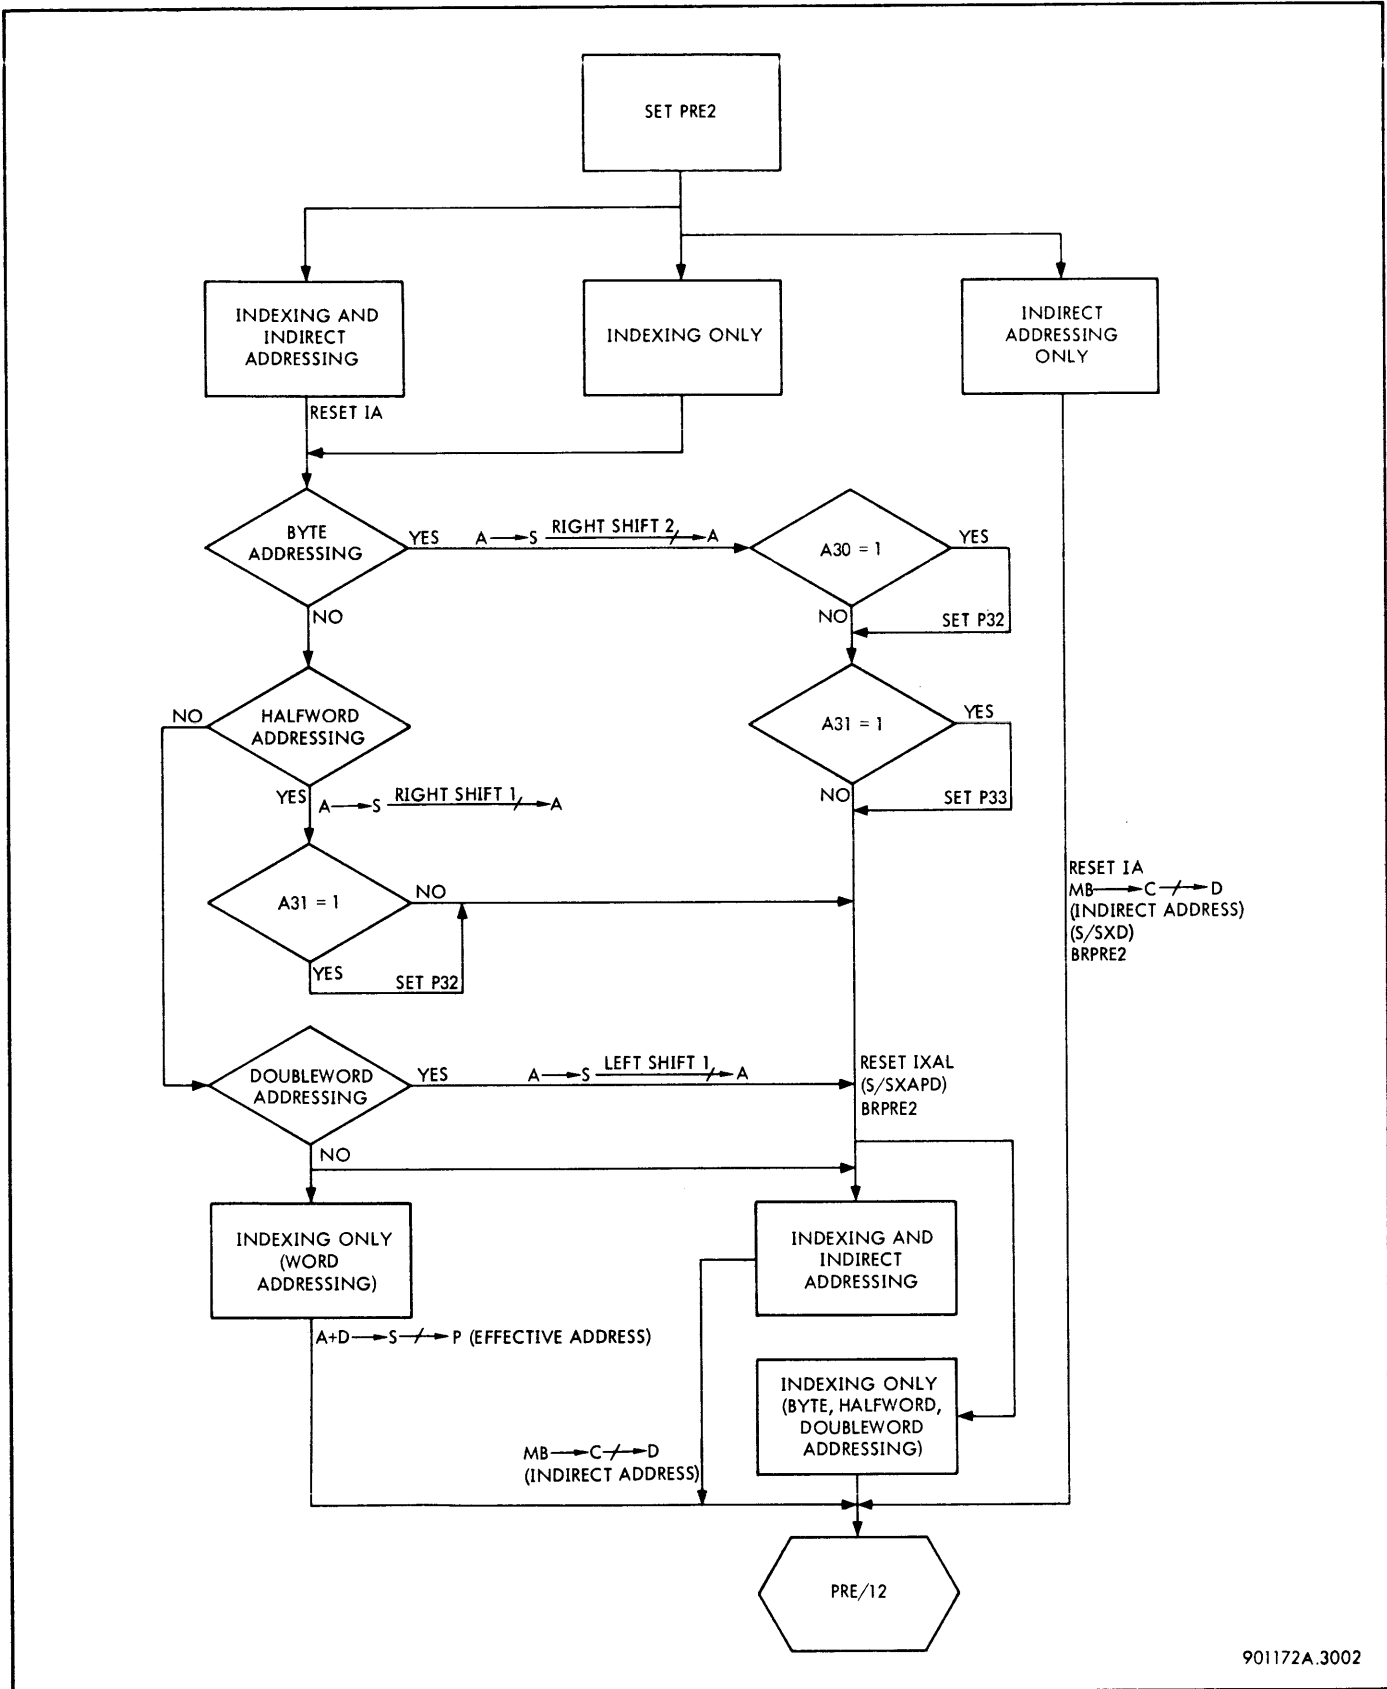 SET PRE2
INDEXING AND
INDIRECT
ADDRESSING
INDEXING ONLY
INDIRECT
ADDRESSING
ONLY
RESET IA
BYTE
ADDRESSING
YES
A → S RIGHT SHIFT 2 → A
A30 = 1
YES
NO
NO
SET P32
NO
HALFWORD
ADDRESSING
A31 = 1
YES
YES
A → S RIGHT SHIFT 1 → A
NO
SET P33
RESET IA
MB → C → D
(INDIRECT ADDRESS)
(S/SXD)
BRPRE2
A31 = 1
NO
YES
SET P32
DOUBLEWORD
ADDRESSING
YES
A → S LEFT SHIFT 1 → A
RESET IXAL
(S/SXAPD)
BRPRE2
NO
INDEXING ONLY
(WORD
ADDRESSING)
INDEXING AND
INDIRECT
ADDRESSING
A+D → S → P (EFFECTIVE ADDRESS)
INDEXING ONLY
(BYTE, HALFWORD,
DOUBLEWORD
ADDRESSING)
MB → C → D
(INDIRECT ADDRESS)
PRE/12
901172A.3002